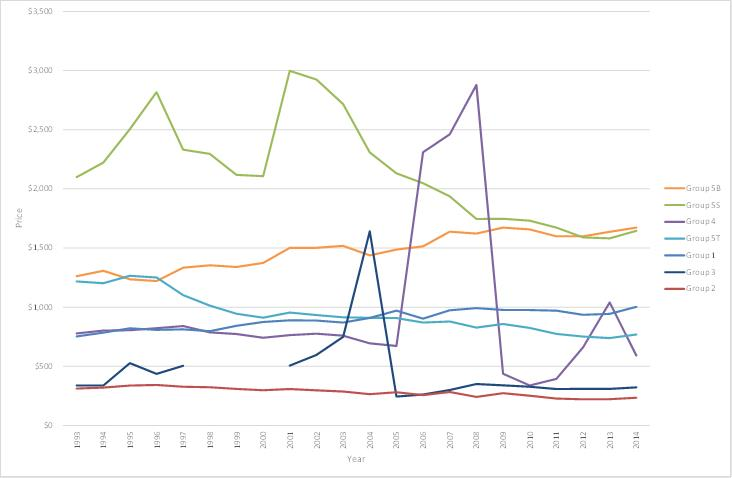 $3,500
$3,000
$2,500
$2,000
$1,500
$1,000
$500
$0
Price
1993 1994 1995 1996 1997 1998 1999 2000 2001 2002 2003 2004 2005 2006 2007 2008 2009 2010 2011 2012 2013 2014
Year
Group 5B
Group 5S
Group 4
Group 5T
Group 1
Group 3
Group 2